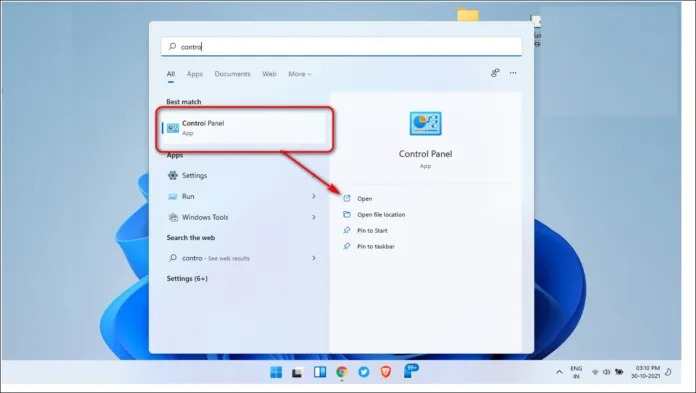 contro
All Apps Documents Web More
Best match
Control Panel
App
Apps
Settings
Run
Windows Tools
Search the web
contro - See web results
Settings (6+)
Control Panel
App
Open
Open file location
Pin to Start
Pin to taskbar
99+
ENG
IN
03:10 PM
30-10-2021